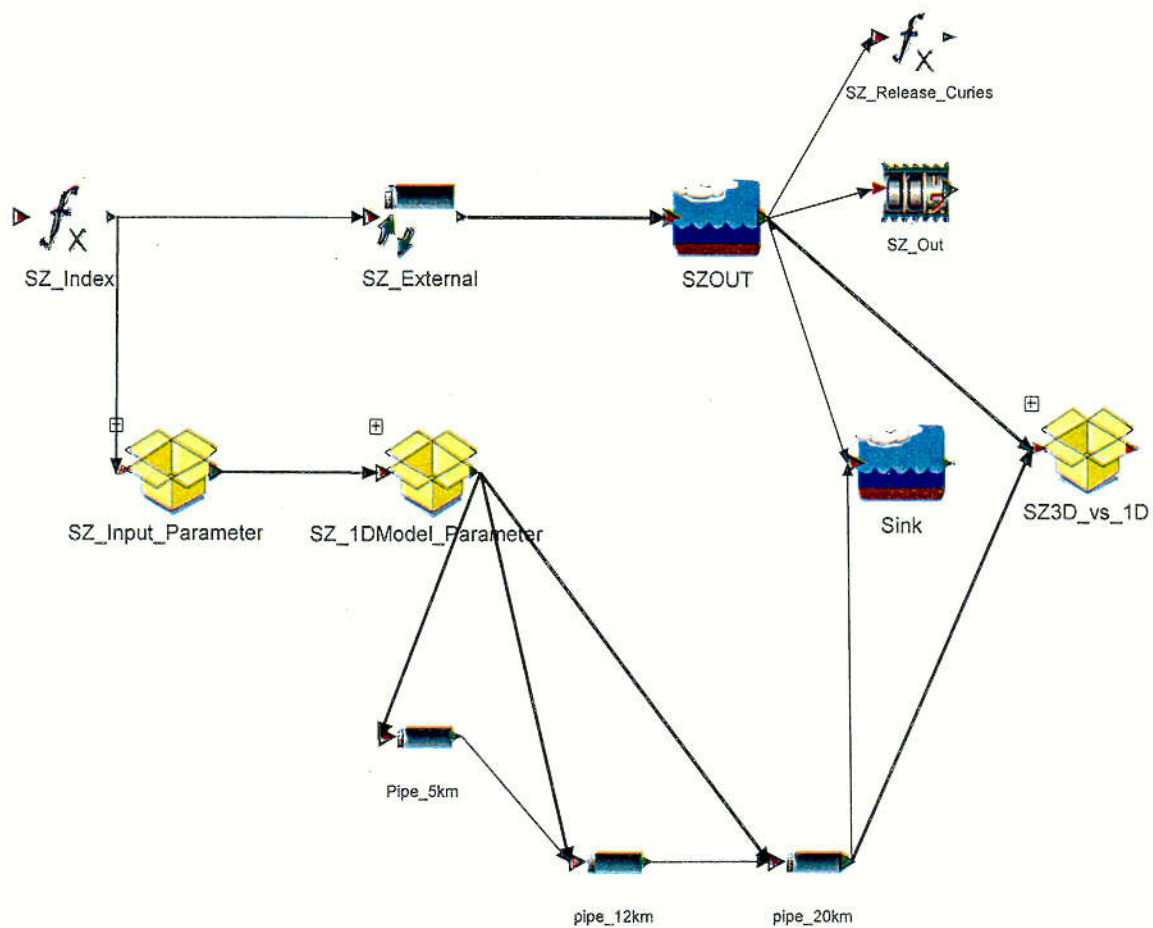 SZ_Release_Curies
SZ_Index
SZ_External
SZOUT
SZ_Out
SZ_Input_Parameter
SZ_1DModel_Parameter
Sink
SZ3D_vs_1D
Pipe_5km
pipe_12km
pipe_20km